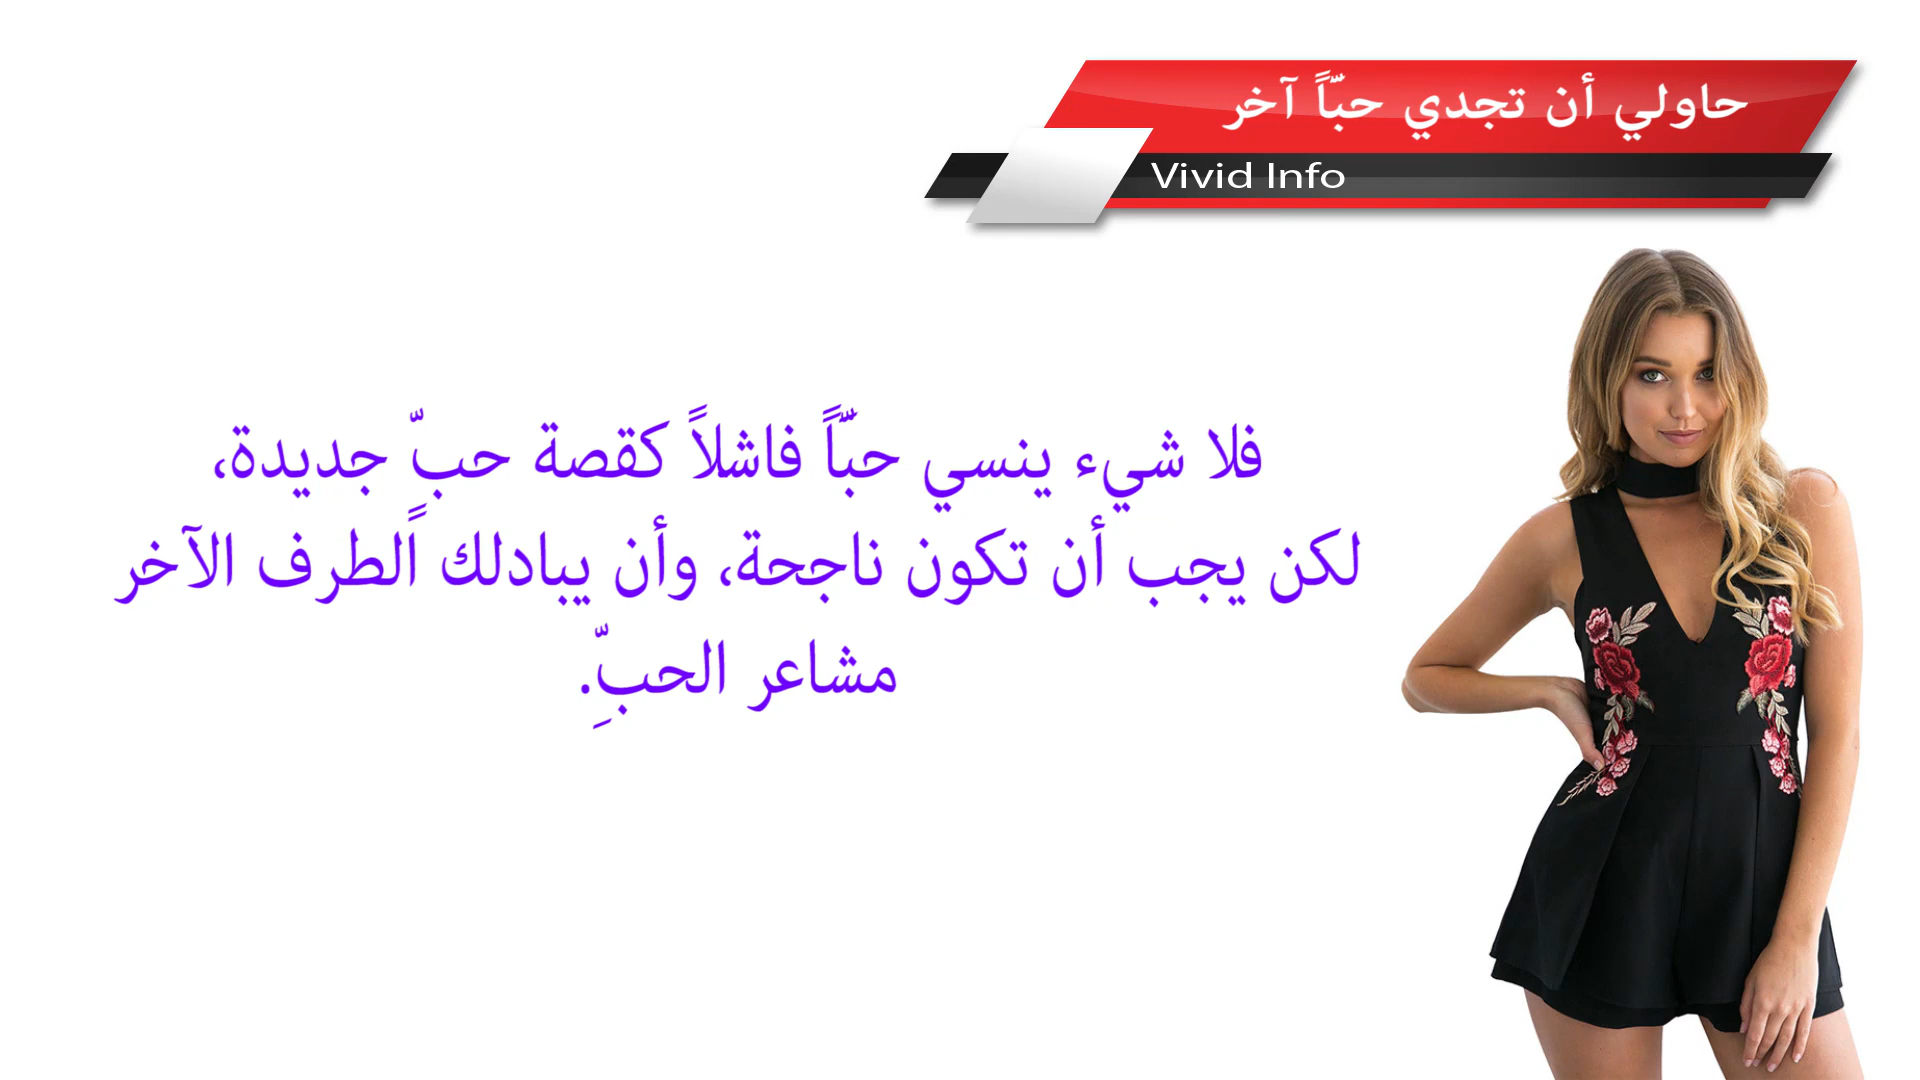 حاولي أن تجدي حبّاً آخر
Vivid Info
فلا شيء ينسي حبّاً فاشلاً كقصة حبّ جديدة،
لكن يجب أن تكون ناجحة، وأن يبادلك اًلطرف الآخر
مشاعر الحبِّ.